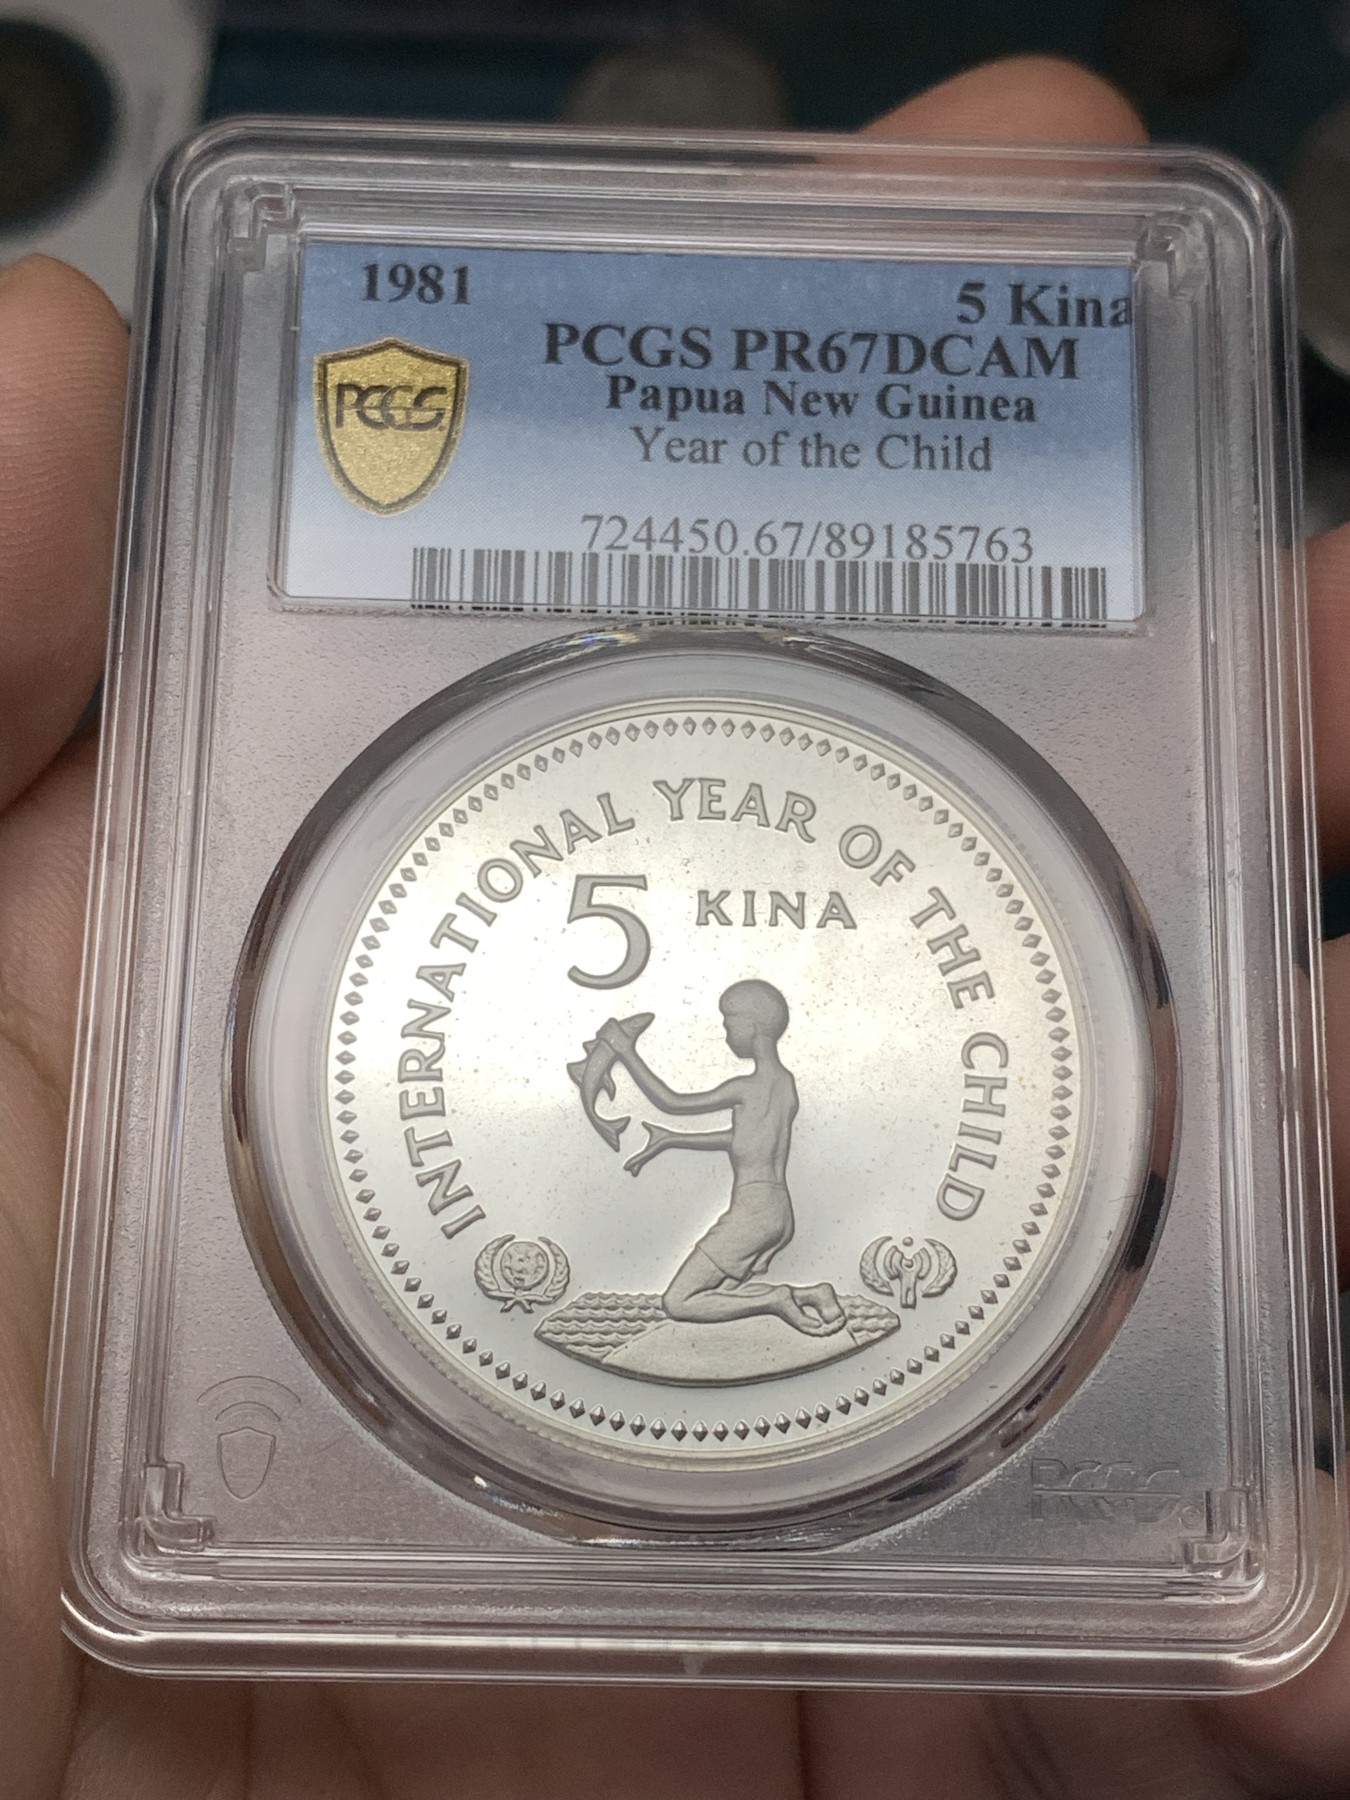 1981
5 Kina
PCGS PR67DCAM
Papua New Guinea
Year of the Child
PCGS
724450.67/89185763
INTERNATIONAL YEAR OF THE CHILD
5 KINA
PCGS